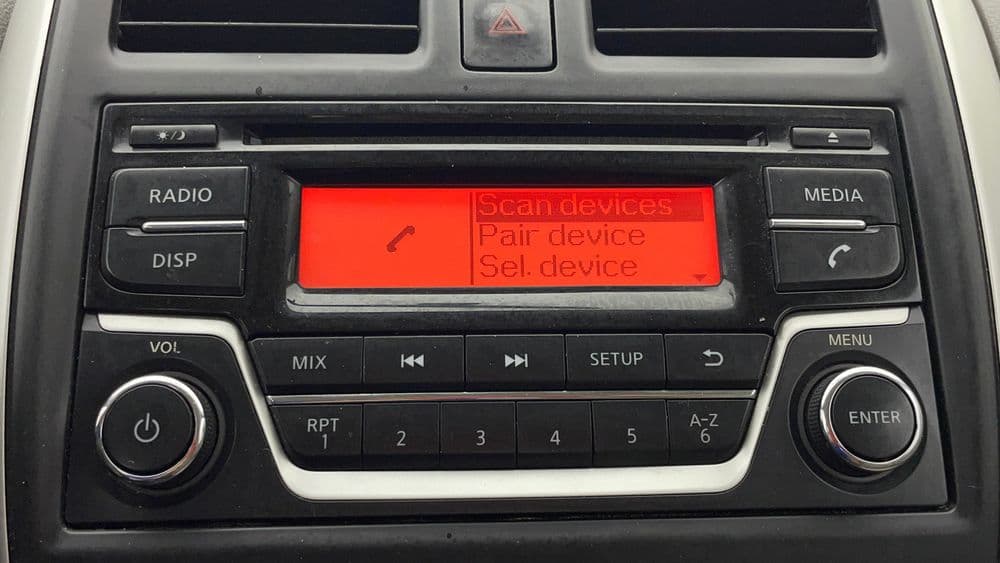 RADIO
DISP
Scan devices
Pair device
Sel. device
MEDIA
VOL
MENU
MIX
SETUP
RPT
1
2
3
4
5
A-Z
6
ENTER